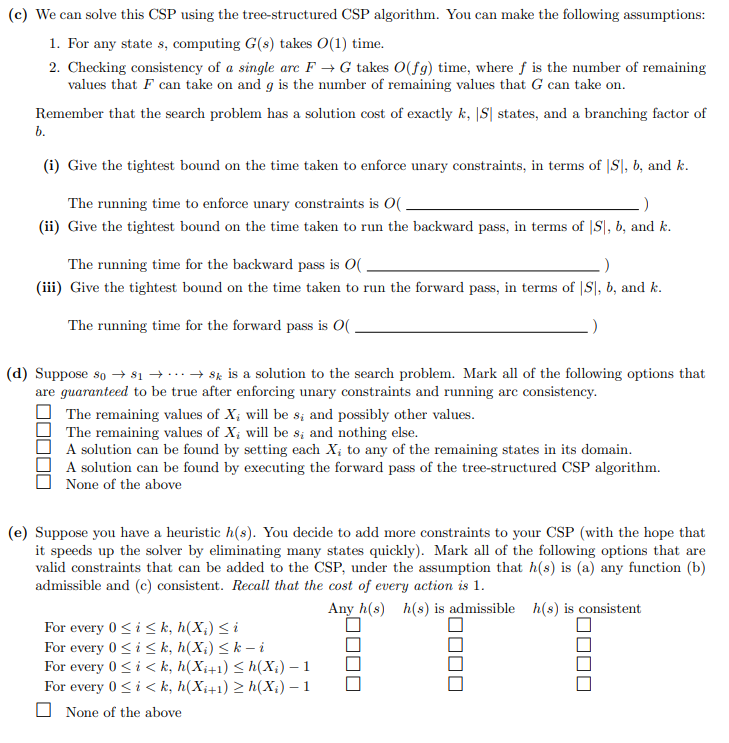 (c) We can solve this CSP using the tree-structured CSP algorithm. You can make the following assumptions:
1. For any state s, computing G(s) takes O(1) time.
2. Checking consistency of a single arc F → G takes O(fg) time, where f is the number of remaining
values that F can take on and g is the number of remaining values that G can take on.
Remember that the search problem has a solution cost of exactly k, |S| states, and a branching factor of
b.
(i) Give the tightest bound on the time taken to enforce unary constraints, in terms of |S|, b, and k.
The running time to enforce unary constraints is O( ______________________ )
(ii) Give the tightest bound on the time taken to run the backward pass, in terms of |S|, b, and k.
The running time for the backward pass is O( ______________________ )
(iii) Give the tightest bound on the time taken to run the forward pass, in terms of |S|, b, and k.
The running time for the forward pass is O( ______________________ )
(d) Suppose s₀ → s₁ → ⋯ → sₖ is a solution to the search problem. Mark all of the following options that
are guaranteed to be true after enforcing unary constraints and running arc consistency.
☐ The remaining values of Xᵢ will be sᵢ and possibly other values.
☐ The remaining values of Xᵢ will be sᵢ and nothing else.
☐ A solution can be found by setting each Xᵢ to any of the remaining states in its domain.
☐ A solution can be found by executing the forward pass of the tree-structured CSP algorithm.
☐ None of the above
(e) Suppose you have a heuristic h(s). You decide to add more constraints to your CSP (with the hope that
it speeds up the solver by eliminating many states quickly). Mark all of the following options that are
valid constraints that can be added to the CSP, under the assumption that h(s) is (a) any function (b)
admissible and (c) consistent. Recall that the cost of every action is 1.
Any h(s) h(s) is admissible h(s) is consistent
For every 0 ≤ i ≤ k, h(Xᵢ) ≤ i ☐ ☐ ☐
For every 0 ≤ i ≤ k, h(Xᵢ) ≤ k − i ☐ ☐ ☐
For every 0 ≤ i < k, h(Xᵢ₊₁) ≤ h(Xᵢ) − 1 ☐ ☐ ☐
For every 0 ≤ i < k, h(Xᵢ₊₁) ≥ h(Xᵢ) − 1 ☐ ☐ ☐
☐ None of the above